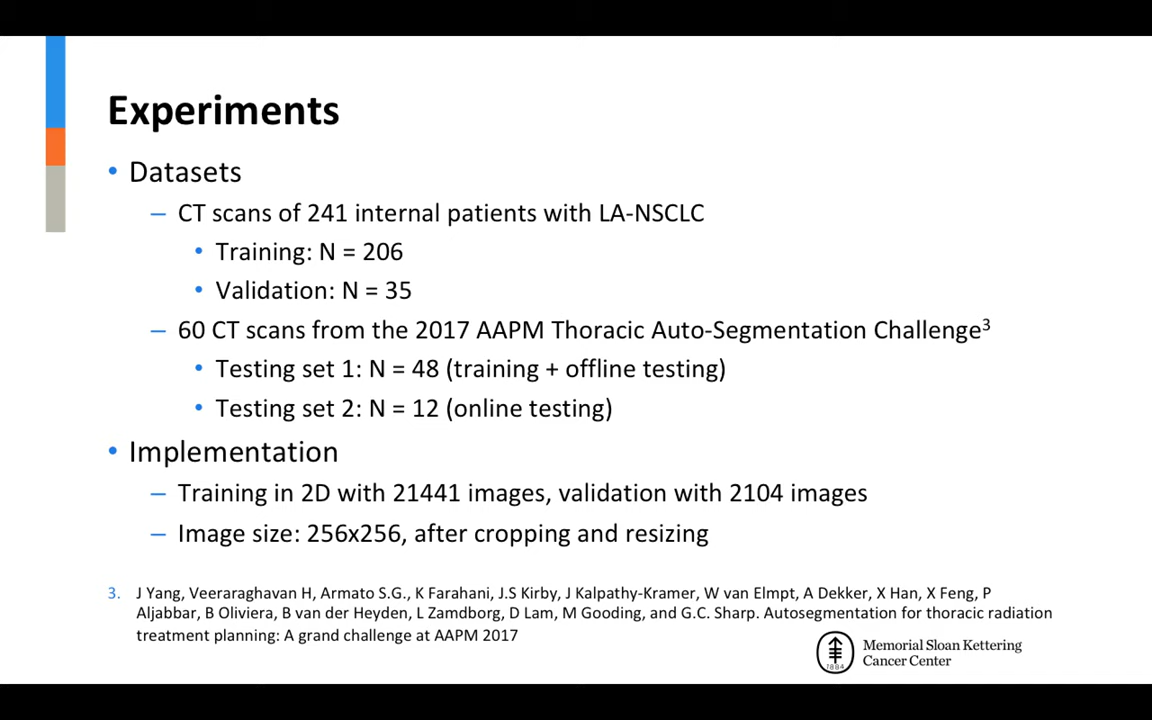 Experiments
• Datasets
– CT scans of 241 internal patients with LA-NSCLC
• Training: N = 206
• Validation: N = 35
– 60 CT scans from the 2017 AAPM Thoracic Auto-Segmentation Challenge3
• Testing set 1: N = 48 (training + offline testing)
• Testing set 2: N = 12 (online testing)
• Implementation
– Training in 2D with 21441 images, validation with 2104 images
– Image size: 256x256, after cropping and resizing
3. J Yang, Veeraraghavan H, Armato S.G., K Farahani, J.S Kirby, J Kalpathy-Kramer, W van Elmpt, A Dekker, X Han, X Feng, P
Aljabbar, B Oliviera, B van der Heyden, L Zamdborg, D Lam, M Gooding, and G.C. Sharp. Autosegmentation for thoracic radiation
treatment planning: A grand challenge at AAPM 2017
1884
Memorial Sloan Kettering
Cancer Center